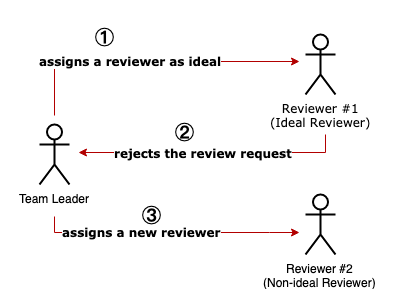 ①
assigns a reviewer as ideal
Reviewer #1
(Ideal Reviewer)
②
rejects the review request
Team Leader
③
assigns a new reviewer
Reviewer #2
(Non-ideal Reviewer)